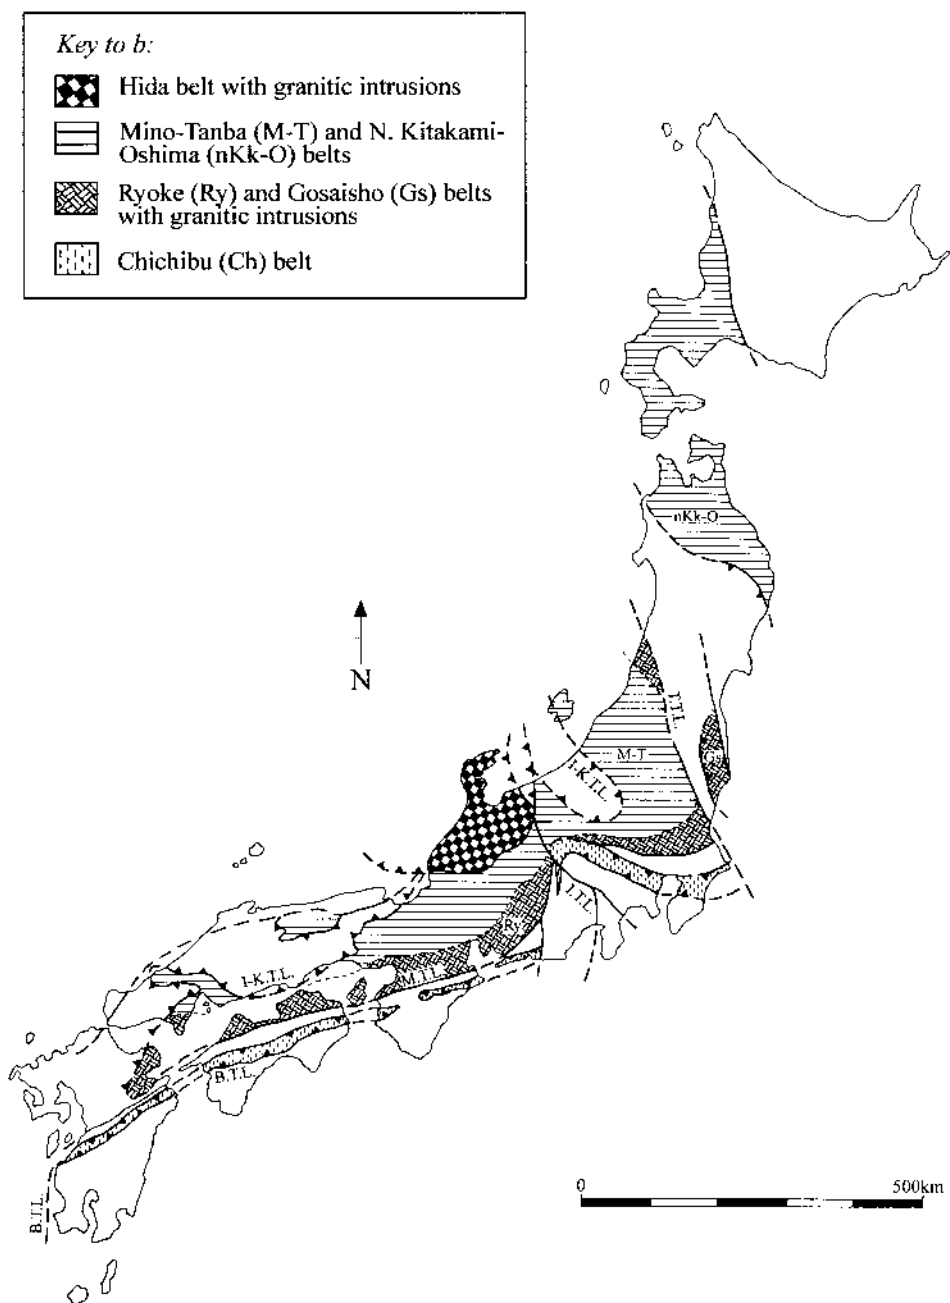 Key to b:
Hida belt with granitic intrusions
Mino-Tanba (M-T) and N. Kitakami-
Oshima (nKk-O) belts
Ryoke (Ry) and Gosaisho (Gs) belts
with granitic intrusions
Chichibu (Ch) belt
nKk-O
N
T.T.L.
M-T
Gs
I-K.T.L.
I.T.L.
Ry
I-K.T.L.
M.T.L.
B.T.L.
B.T.L.
0
500km